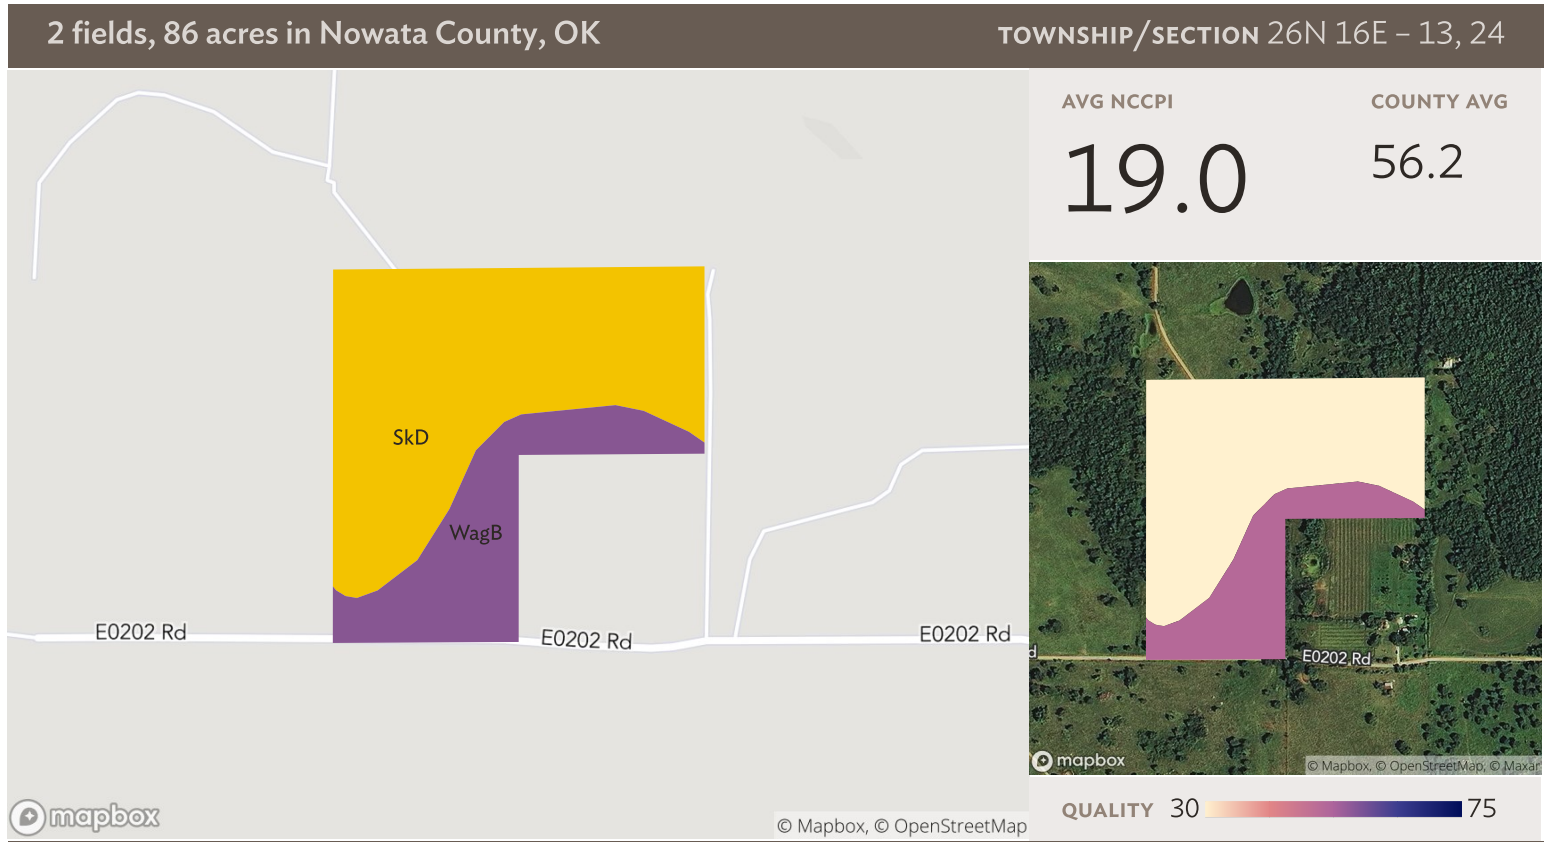 2 fields, 86 acres in Nowata County, OK
TOWNSHIP/SECTION 26N 16E – 13, 24
AVG NCCPI
19.0
COUNTY AVG
56.2
SkD
WagB
E0202 Rd
E0202 Rd
E0202 Rd
mapbox
© Mapbox, © OpenStreetMap
d
E0202 Rd
mapbox
© Mapbox, © OpenStreetMap, © Maxar
QUALITY 30 75